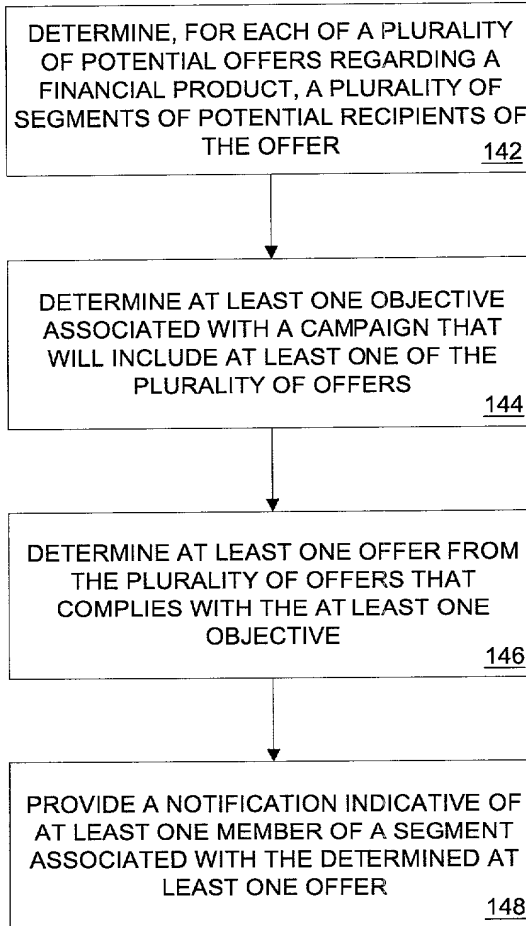 DETERMINE, FOR EACH OF A PLURALITY
OF POTENTIAL OFFERS REGARDING A
FINANCIAL PRODUCT, A PLURALITY OF
SEGMENTS OF POTENTIAL RECIPIENTS OF
THE OFFER
142
DETERMINE AT LEAST ONE OBJECTIVE
ASSOCIATED WITH A CAMPAIGN THAT
WILL INCLUDE AT LEAST ONE OF THE
PLURALITY OF OFFERS
144
DETERMINE AT LEAST ONE OFFER FROM
THE PLURALITY OF OFFERS THAT
COMPLIES WITH THE AT LEAST ONE
OBJECTIVE
146
PROVIDE A NOTIFICATION INDICATIVE OF
AT LEAST ONE MEMBER OF A SEGMENT
ASSOCIATED WITH THE DETERMINED AT
LEAST ONE OFFER
148